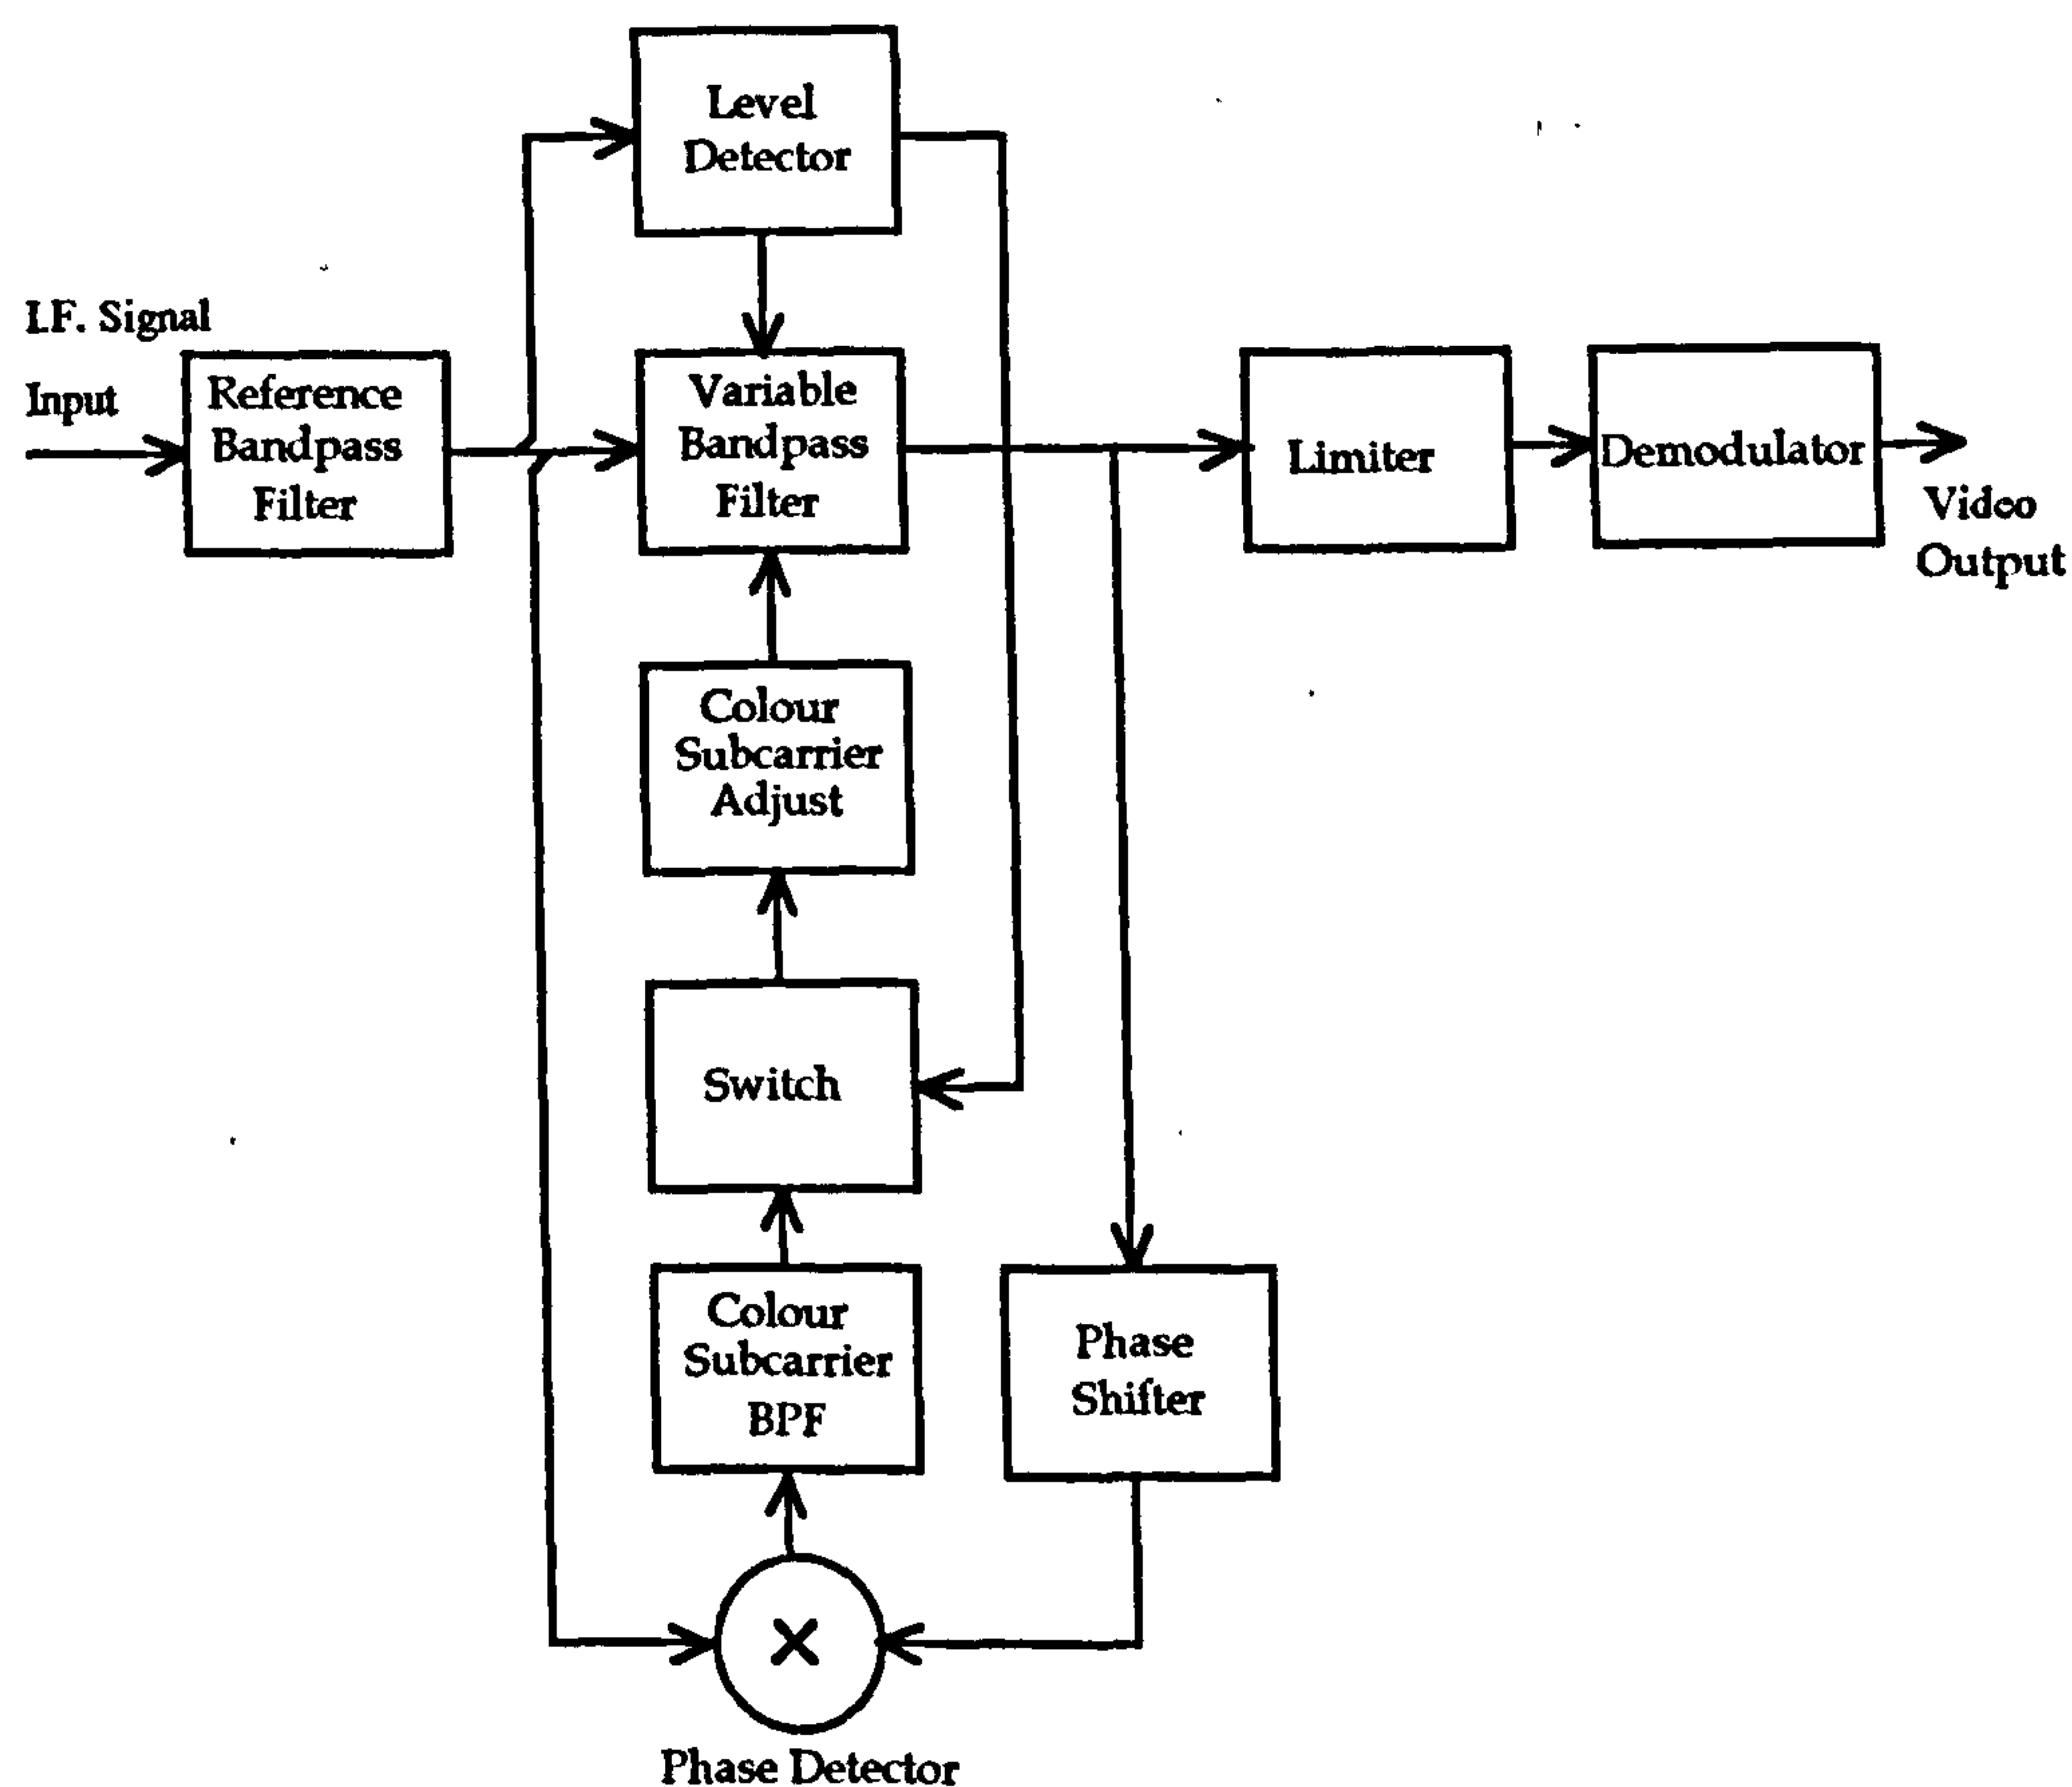 Level
Detector
I.F. Signal
Input
Reference
Bandpass
Filter
Variable
Bandpass
Filter
Limiter
Demodulator
Video
Output
Colour
Subcarrier
Adjust
Switch
Colour
Subcarrier
BPF
Phase
Shifter
×
Phase Detector